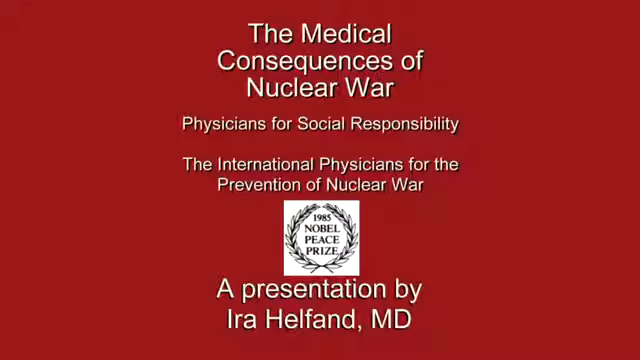 The Medical
Consequences of
Nuclear War
Physicians for Social Responsibility
The International Physicians for the
Prevention of Nuclear War
1985
NOBEL
PEACE
PRIZE
A presentation by
Ira Helfand, MD